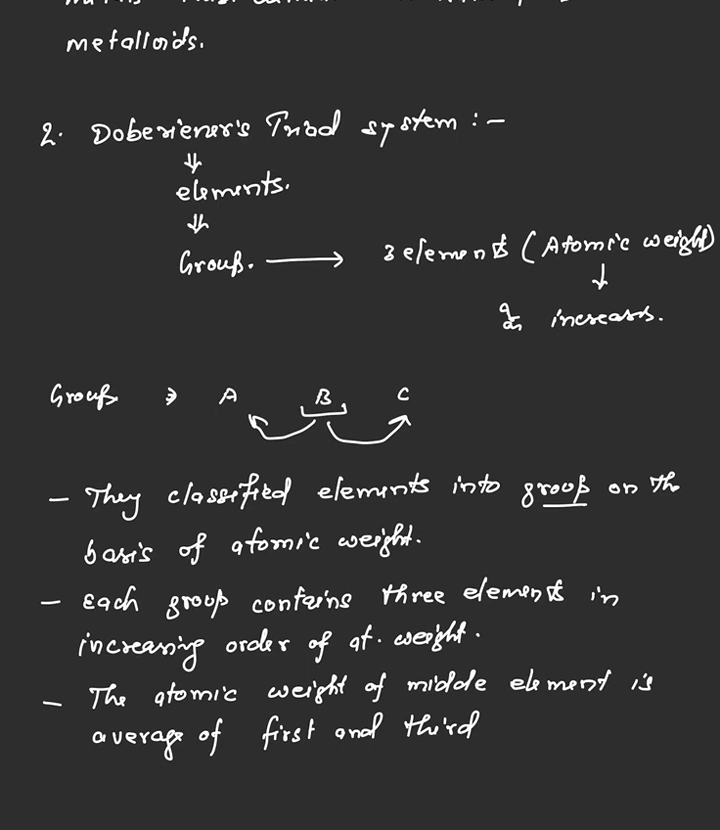 metalloids.
2. Doberiener's Triad system :-
⇓
elements.
⇓
Group. → 3 elements (Atomic weight)
↓
increases.
Group → A B C
- They classified elements into group on the
basis of atomic weight.
- Each group contains three elements in
increasing order of at. weight.
- The atomic weight of middle element is
average of first and third